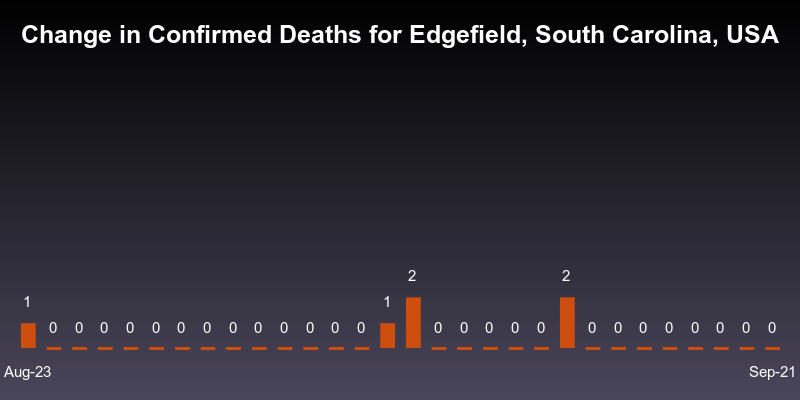 Change in Confirmed Deaths for Edgefield, South Carolina, USA
2 2
1 1
0 0 0 0 0 0 0 0 0 0 0 0 0 0 0 0 0 0 0 0 0 0 0 0 0 0
Aug-23 Sep-21